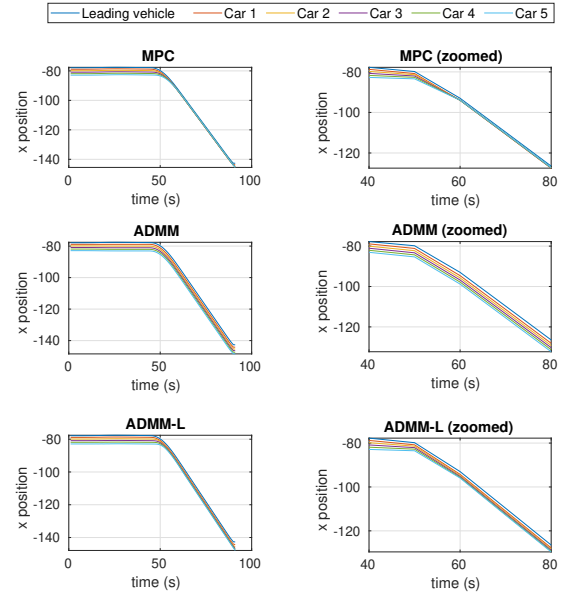 Leading vehicle Car 1 Car 2 Car 3 Car 4 Car 5
MPC
-80
-100
-120
-140
0 50 100
time (s)
x position
MPC (zoomed)
-80
-100
-120
40 60 80
time (s)
x position
ADMM
-80
-100
-120
-140
0 50 100
time (s)
x position
ADMM (zoomed)
-80
-100
-120
40 60 80
time (s)
x position
ADMM-L
-80
-100
-120
-140
0 50 100
time (s)
x position
ADMM-L (zoomed)
-80
-100
-120
40 60 80
time (s)
x position